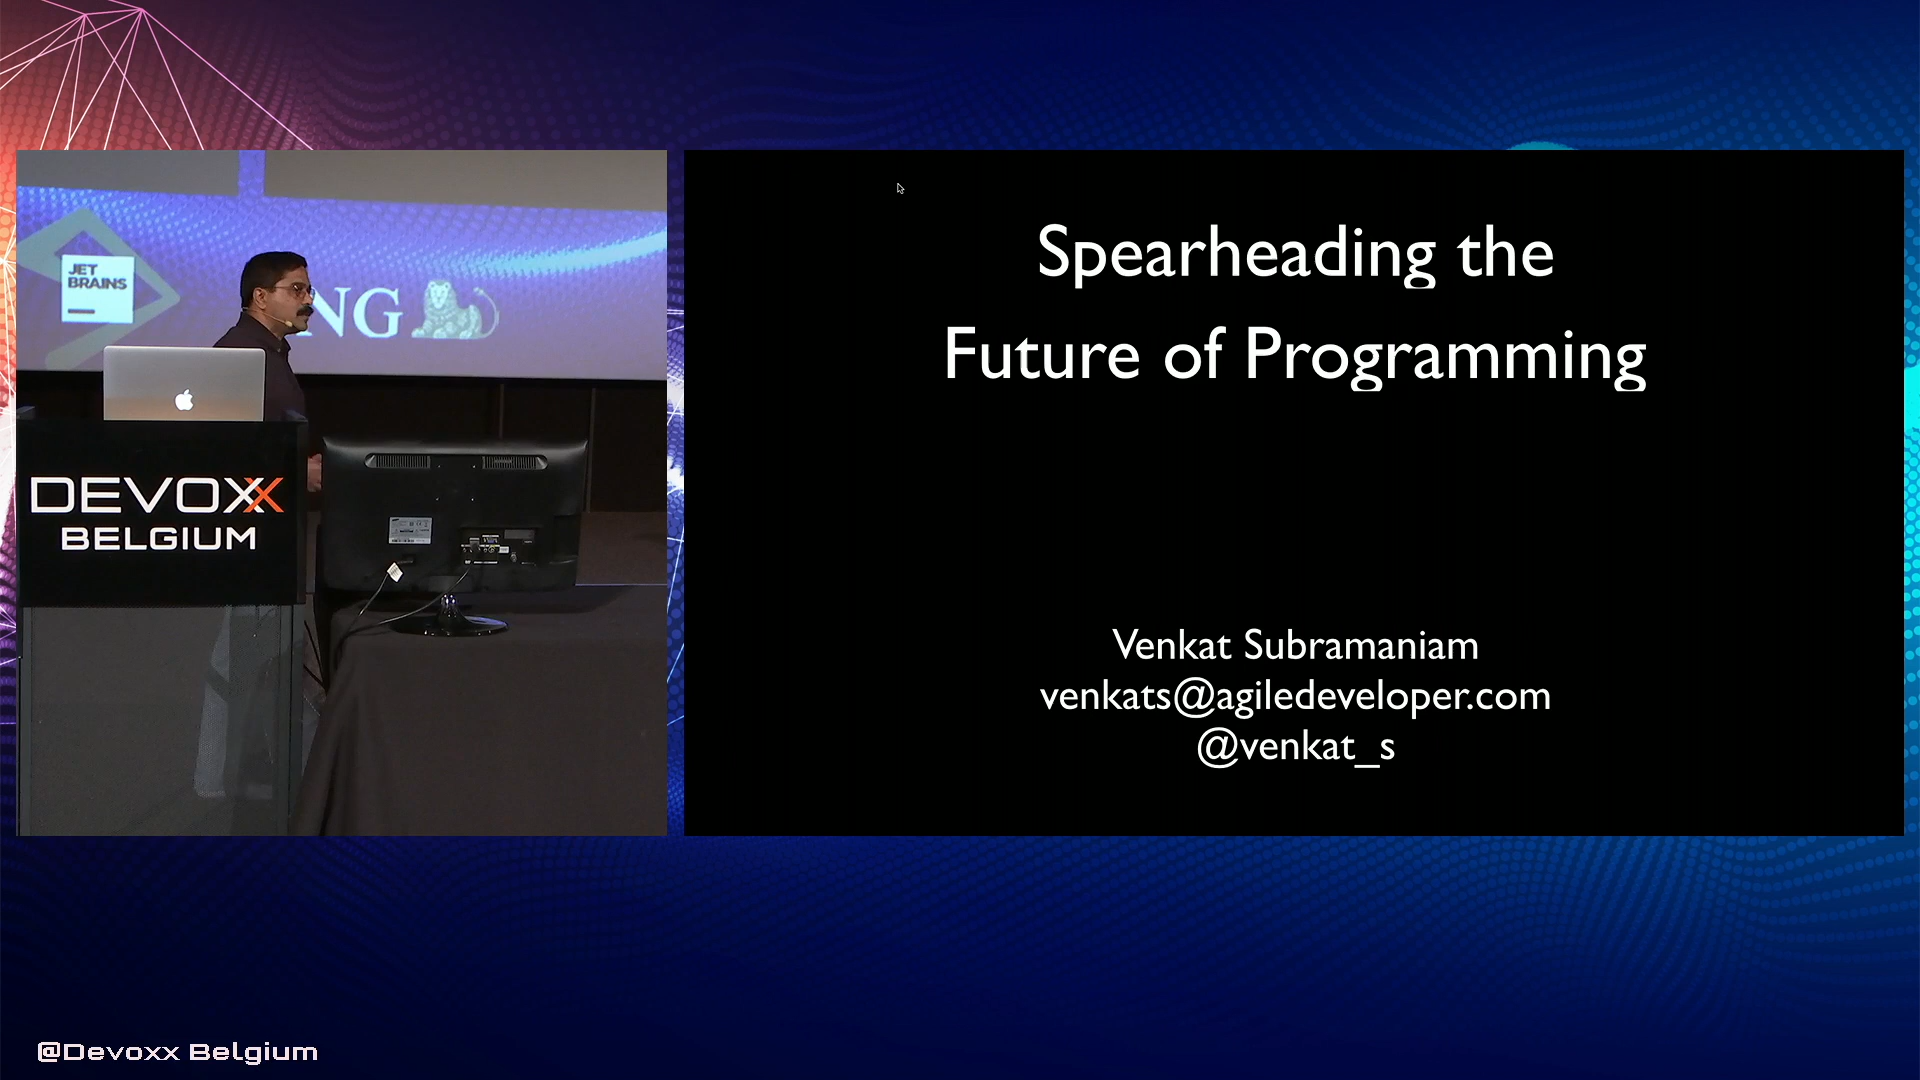 JET
BRAINS
NG
DEVOXX
BELGIUM
Spearheading the
Future of Programming
Venkat Subramaniam
venkats@agiledeveloper.com
@venkat_s
@Devoxx Belgium